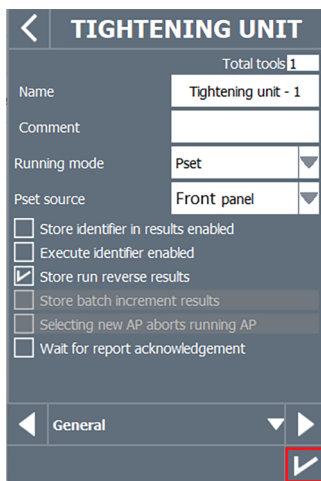 TIGHTENING UNIT
Total tools 1
Name Tightening unit - 1
Comment
Running mode Pset
Pset source Front panel
Store identifier in results enabled
Execute identifier enabled
Store run reverse results
Store batch increment results
Selecting new AP aborts running AP
Wait for report acknowledgement
General